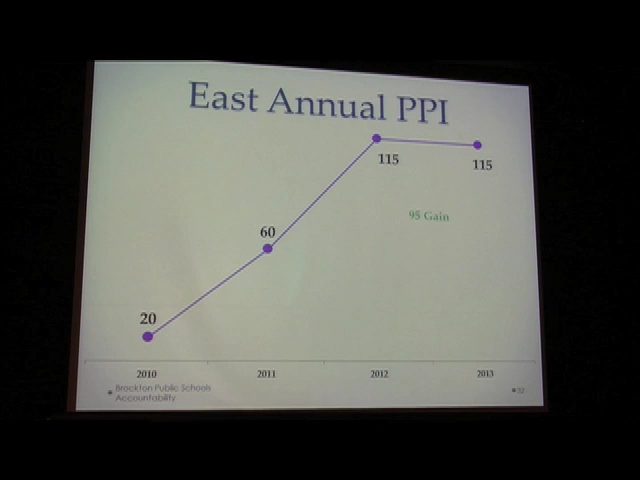 East Annual PPI
115
115
95 Gain
60
20
2010 2011 2012 2013
Brockton Public Schools
Accountability